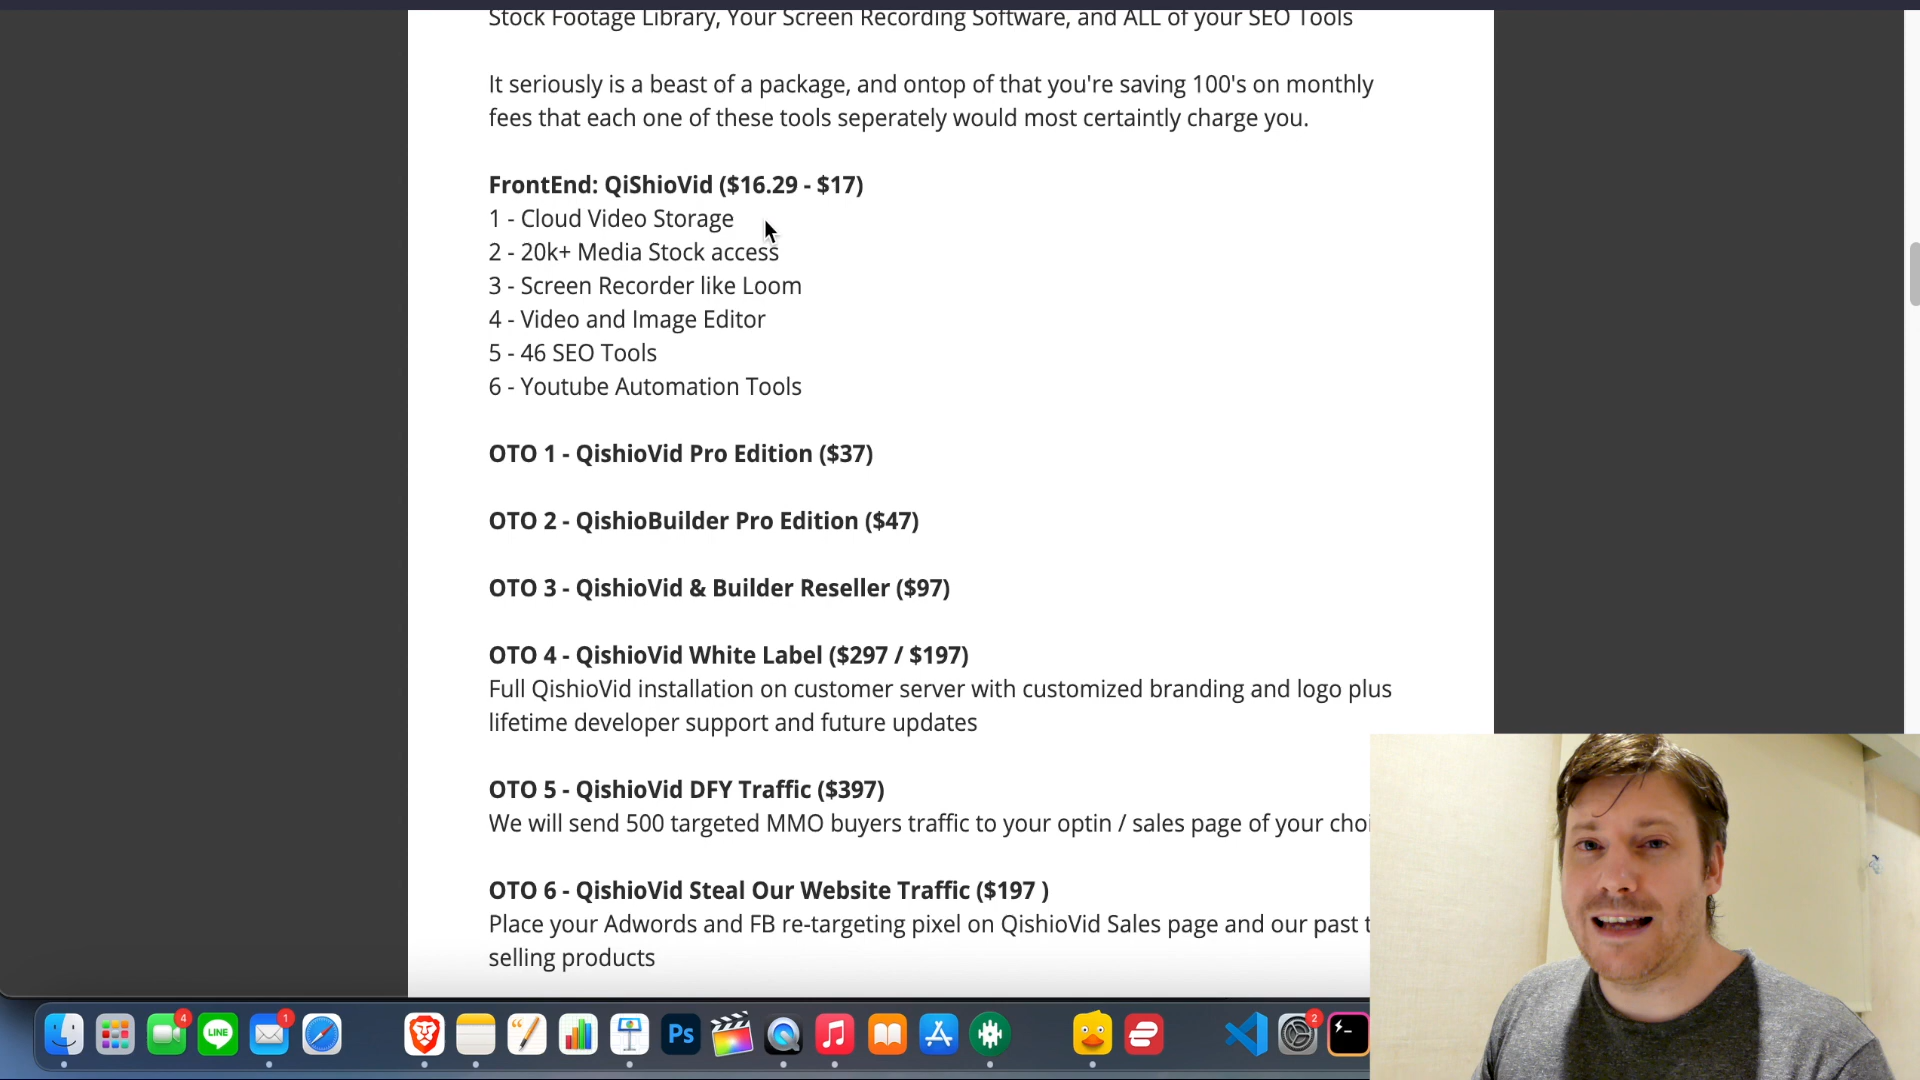 Stock Footage Library, Your Screen Recording Software, and ALL of your SEO Tools
It seriously is a beast of a package, and ontop of that you're saving 100's on monthly
fees that each one of these tools seperately would most certaintly charge you.
FrontEnd: QiShioVid ($16.29 - $17)
1 - Cloud Video Storage
2 - 20k+ Media Stock access
3 - Screen Recorder like Loom
4 - Video and Image Editor
5 - 46 SEO Tools
6 - Youtube Automation Tools
OTO 1 - QishioVid Pro Edition ($37)
OTO 2 - QishioBuilder Pro Edition ($47)
OTO 3 - QishioVid & Builder Reseller ($97)
OTO 4 - QishioVid White Label ($297 / $197)
Full QishioVid installation on customer server with customized branding and logo plus
lifetime developer support and future updates
OTO 5 - QishioVid DFY Traffic ($397)
We will send 500 targeted MMO buyers traffic to your optin / sales page of your choi
OTO 6 - QishioVid Steal Our Website Traffic ($197 )
Place your Adwords and FB re-targeting pixel on QishioVid Sales page and our past t
selling products
4
LINE
1
Ps
2